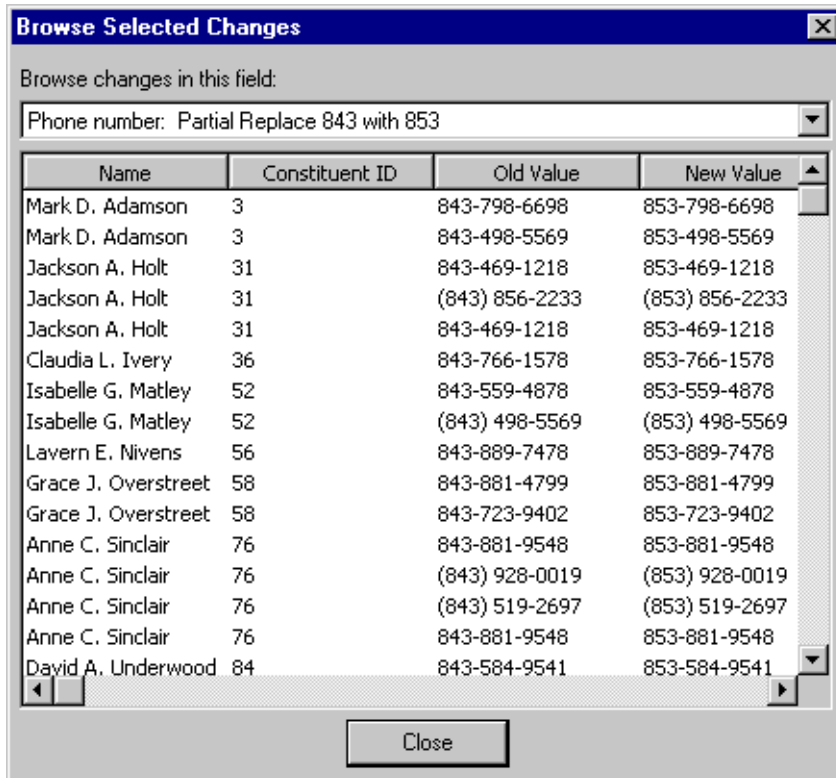 Browse Selected Changes
Browse changes in this field:
Phone number: Partial Replace 843 with 853
Name Constituent ID Old Value New Value
Mark D. Adamson 3 843-798-6698 853-798-6698
Mark D. Adamson 3 843-498-5569 853-498-5569
Jackson A. Holt 31 843-469-1218 853-469-1218
Jackson A. Holt 31 (843) 856-2233 (853) 856-2233
Jackson A. Holt 31 843-469-1218 853-469-1218
Claudia L. Ivery 36 843-766-1578 853-766-1578
Isabelle G. Matley 52 843-559-4878 853-559-4878
Isabelle G. Matley 52 (843) 498-5569 (853) 498-5569
Lavern E. Nivens 56 843-889-7478 853-889-7478
Grace J. Overstreet 58 843-881-4799 853-881-4799
Grace J. Overstreet 58 843-723-9402 853-723-9402
Anne C. Sinclair 76 843-881-9548 853-881-9548
Anne C. Sinclair 76 (843) 928-0019 (853) 928-0019
Anne C. Sinclair 76 (843) 519-2697 (853) 519-2697
Anne C. Sinclair 76 843-881-9548 853-881-9548
David A. Underwood 84 843-584-9541 853-584-9541
Close